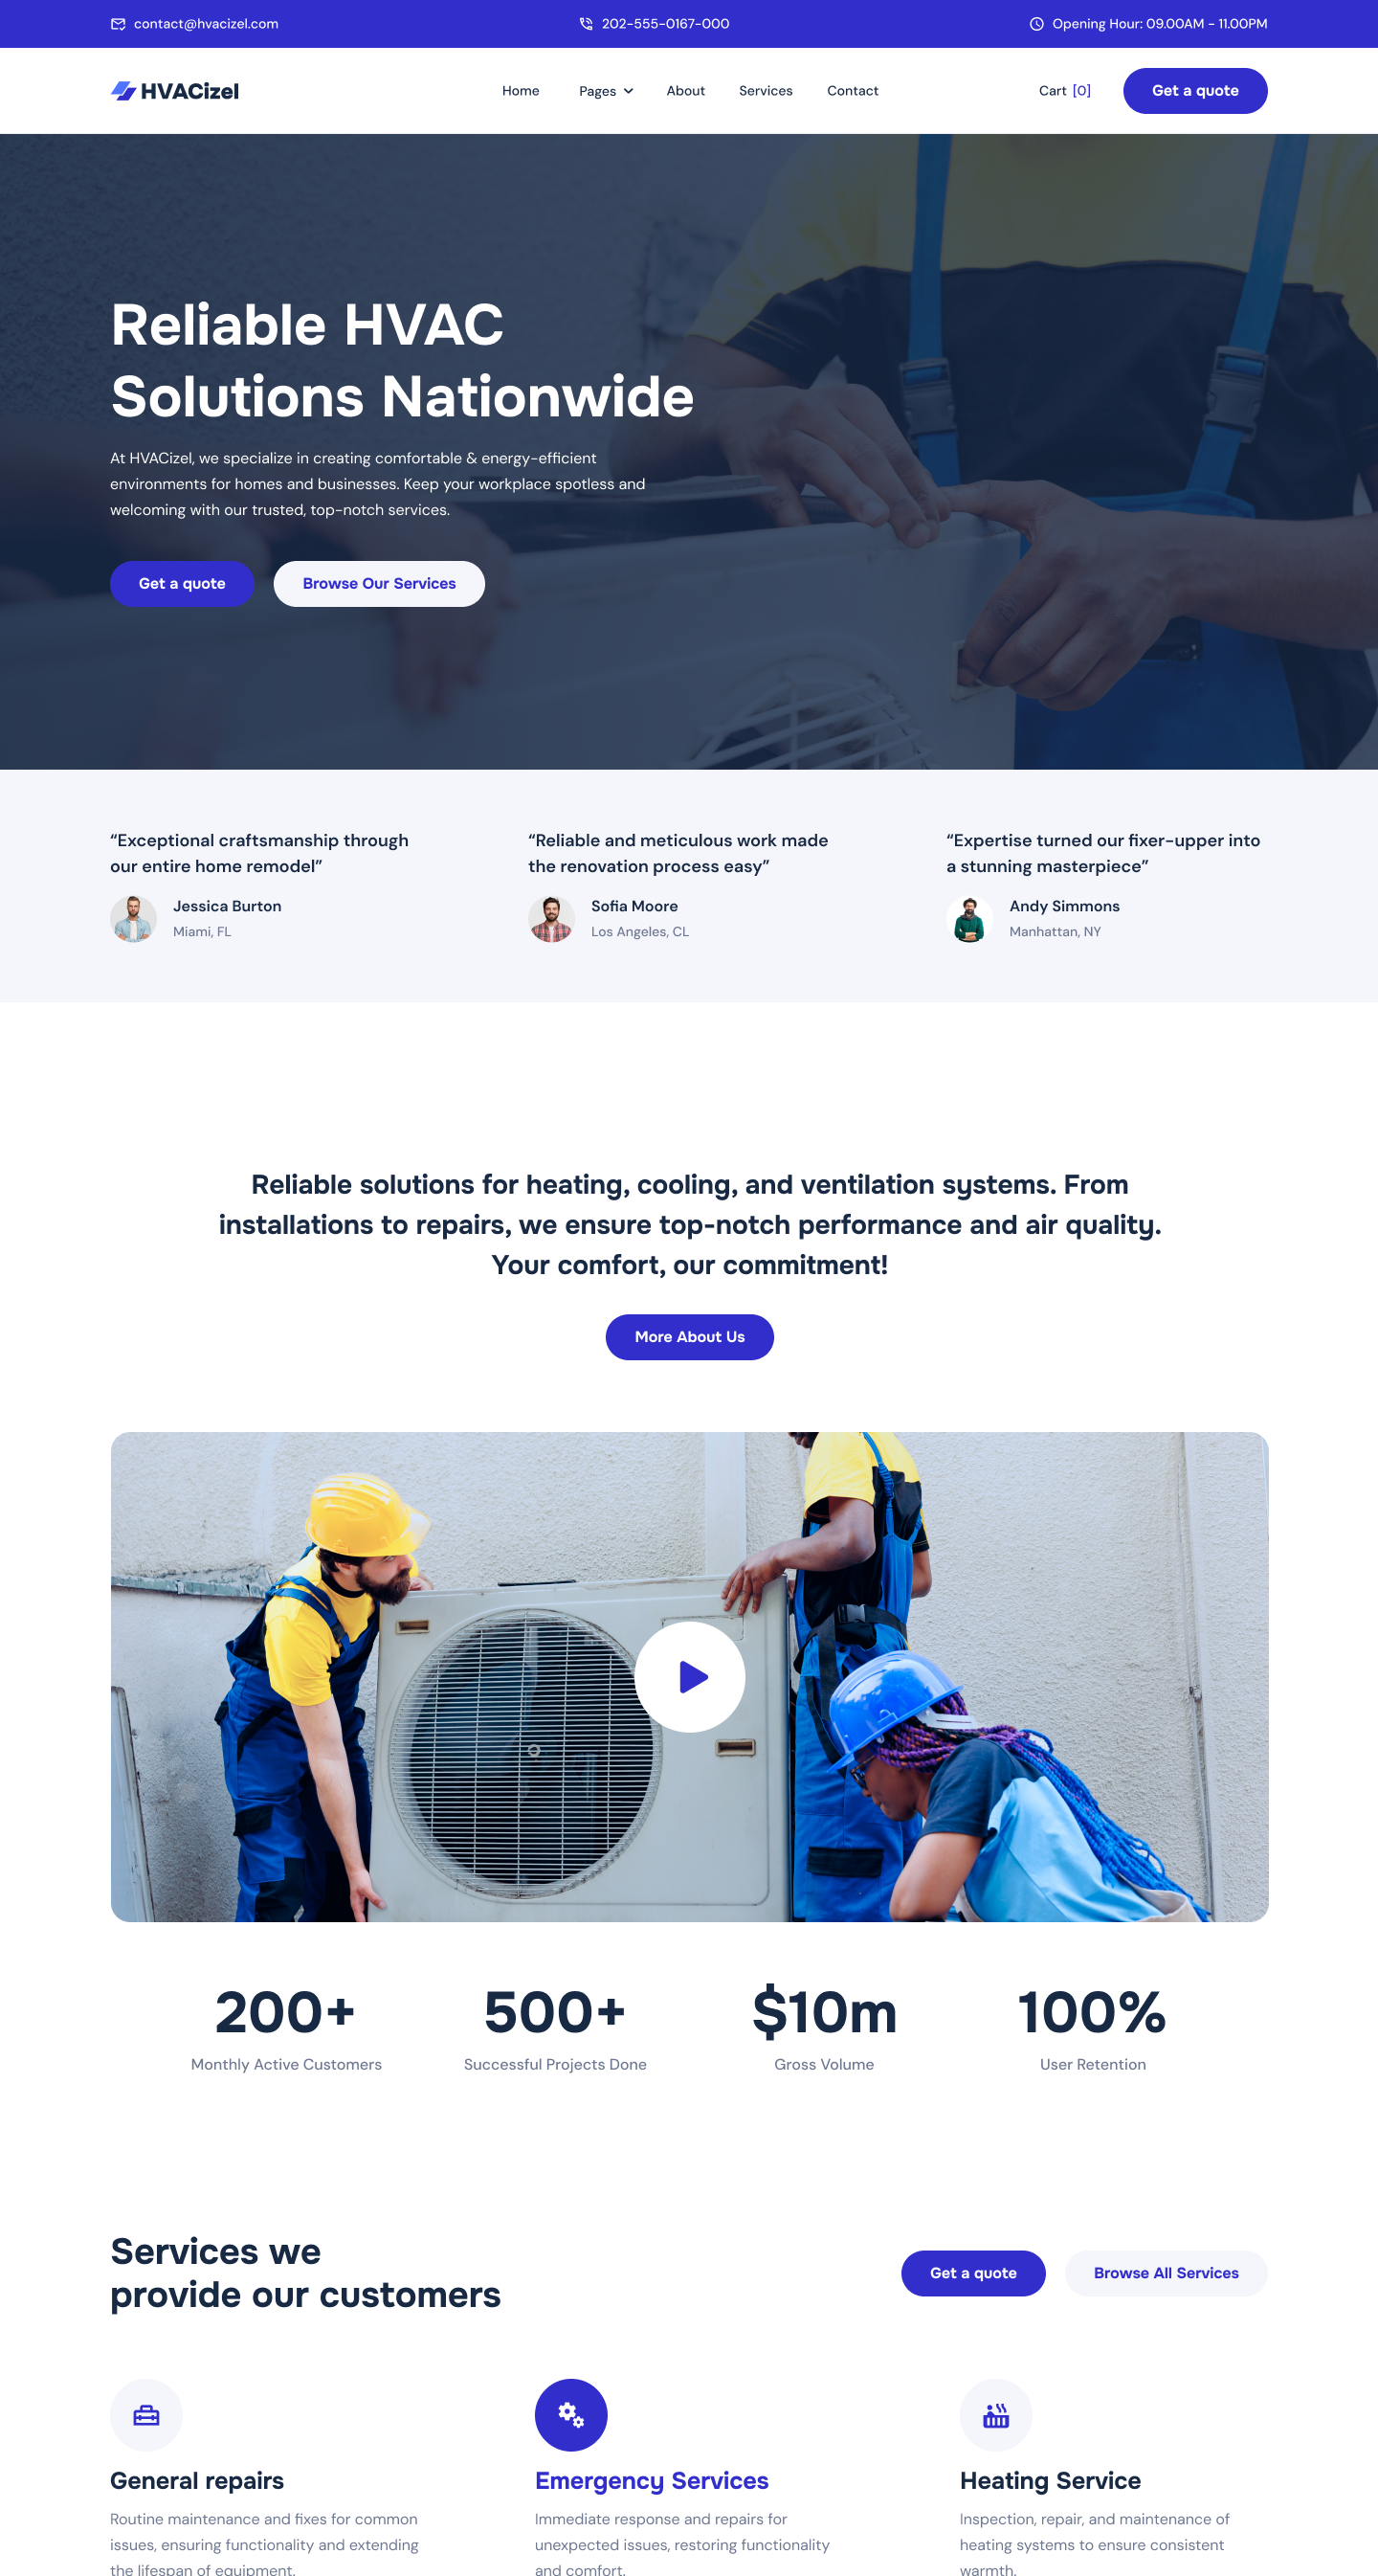 contact@hvacizel.com
202-555-0167-000
Opening Hour: 09.00AM - 11.00PM
HVACizel
Home
Pages
About
Services
Contact
Cart [0]
Get a quote
Reliable HVAC
Solutions Nationwide
At HVACizel, we specialize in creating comfortable & energy-efficient
environments for homes and businesses. Keep your workplace spotless and
welcoming with our trusted, top-notch services.
Get a quote
Browse Our Services
“Exceptional craftsmanship through
our entire home remodel”
Jessica Burton
Miami, FL
“Reliable and meticulous work made
the renovation process easy”
Sofia Moore
Los Angeles, CL
“Expertise turned our fixer-upper into
a stunning masterpiece”
Andy Simmons
Manhattan, NY
Reliable solutions for heating, cooling, and ventilation systems. From
installations to repairs, we ensure top-notch performance and air quality.
Your comfort, our commitment!
More About Us
200+
Monthly Active Customers
500+
Successful Projects Done
$10m
Gross Volume
100%
User Retention
Services we
provide our customers
Get a quote
Browse All Services
General repairs
Routine maintenance and fixes for common
issues, ensuring functionality and extending
the lifespan of equipment.
Emergency Services
Immediate response and repairs for
unexpected issues, restoring functionality
and comfort.
Heating Service
Inspection, repair, and maintenance of
heating systems to ensure consistent
warmth.